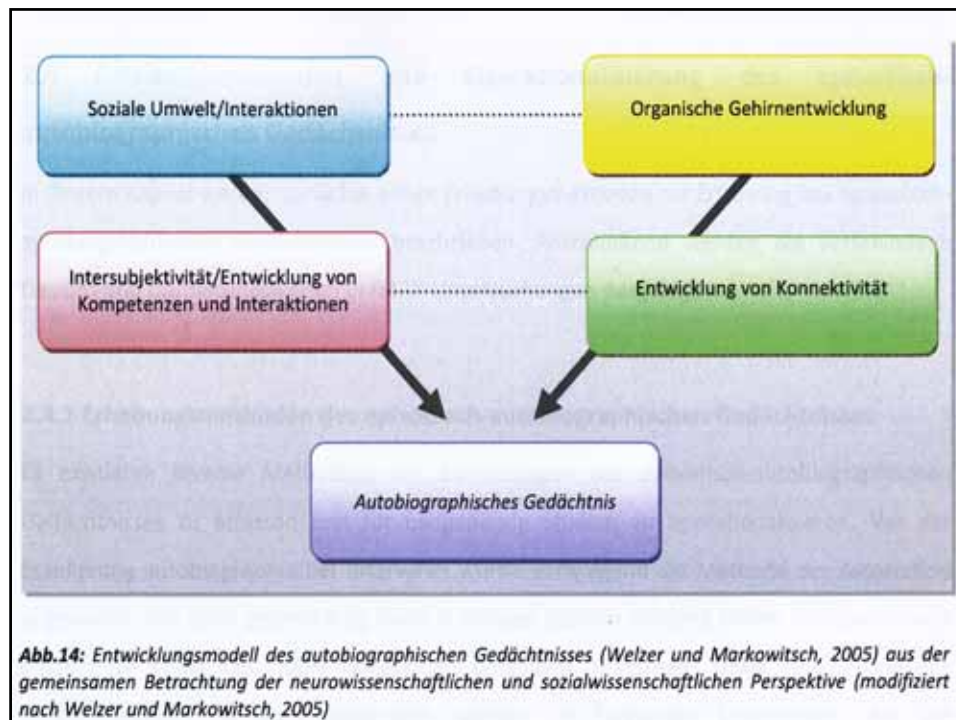 Soziale Umwelt/Interaktionen
Organische Gehirnentwicklung
Intersubjektivität/Entwicklung von
Kompetenzen und Interaktionen
Entwicklung von Konnektivität
Autobiographisches Gedächtnis
Abb.14: Entwicklungsmodell des autobiographischen Gedächtnisses (Welzer und Markowitsch, 2005) aus der
gemeinsamen Betrachtung der neurowissenschaftlichen und sozialwissenschaftlichen Perspektive (modifiziert
nach Welzer und Markowitsch, 2005)